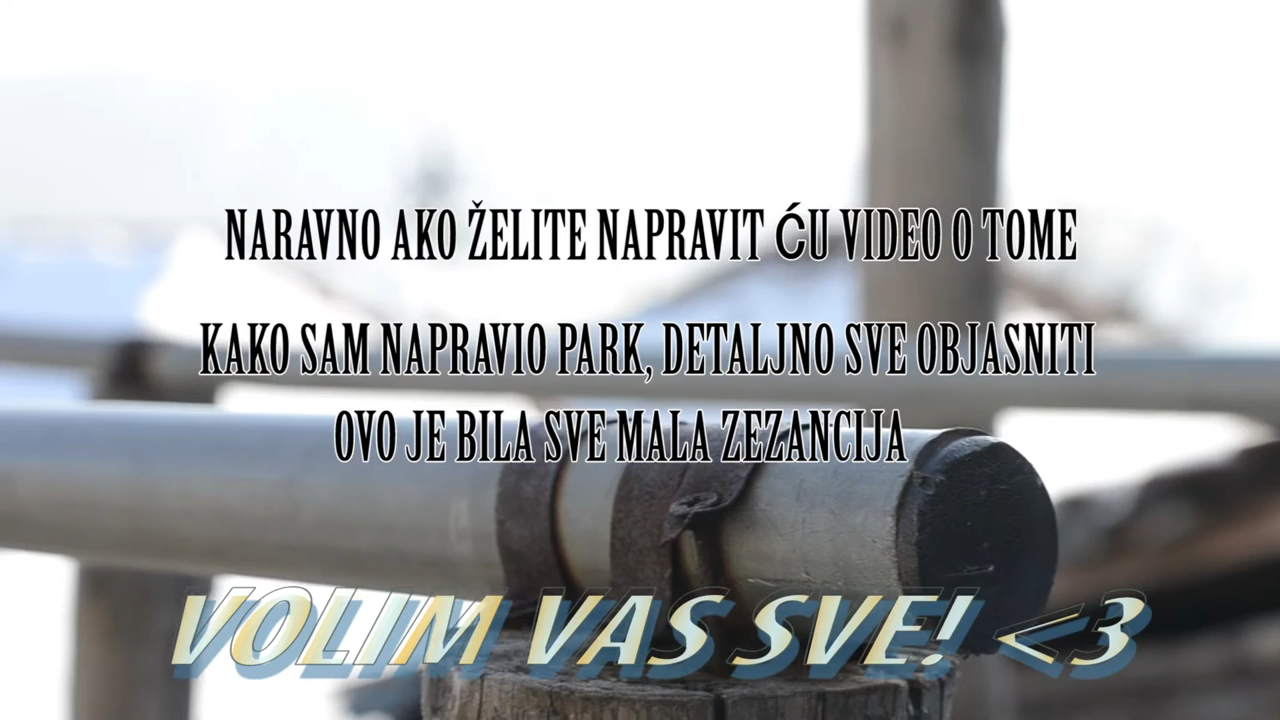 NARAVNO AKO ŽELITE NAPRAVIT ĆU VIDEO O TOME
KAKO SAM NAPRAVIO PARK, DETALJNO SVE OBJASNITI
OVO JE BILA SVE MALA ZEZANCIJA
VOLIM VAS SVE! <3